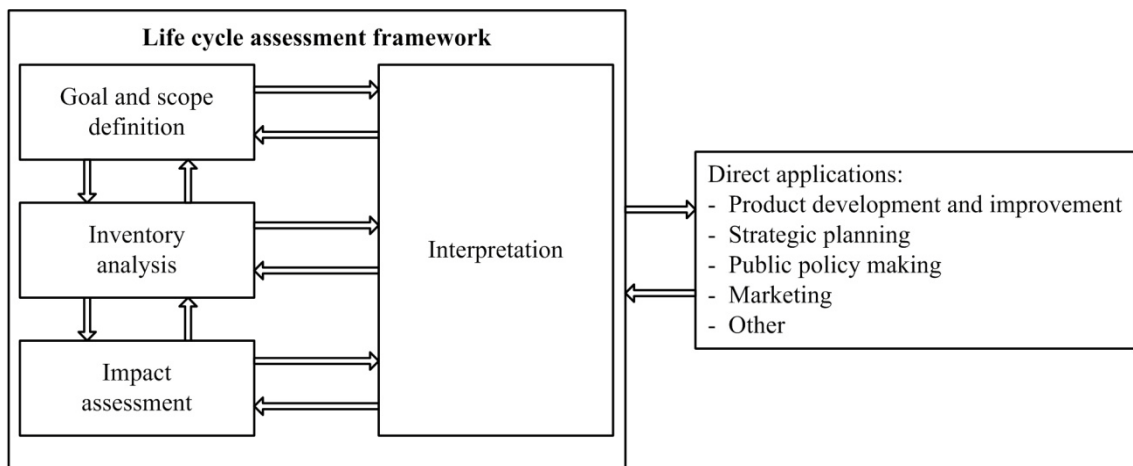 Life cycle assessment framework
Goal and scope
definition
Inventory
analysis
Impact
assessment
Interpretation
Direct applications:
- Product development and improvement
- Strategic planning
- Public policy making
- Marketing
- Other